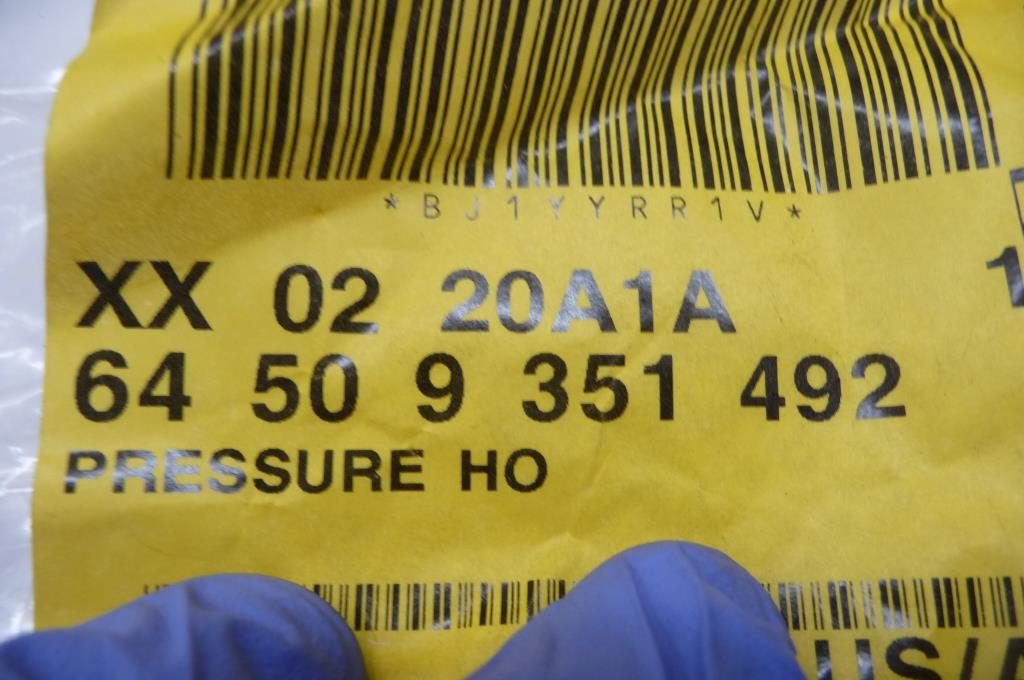 *BJ1YYRR1V*
XX 02 20A1A
64 50 9 351 492
PRESSURE HO